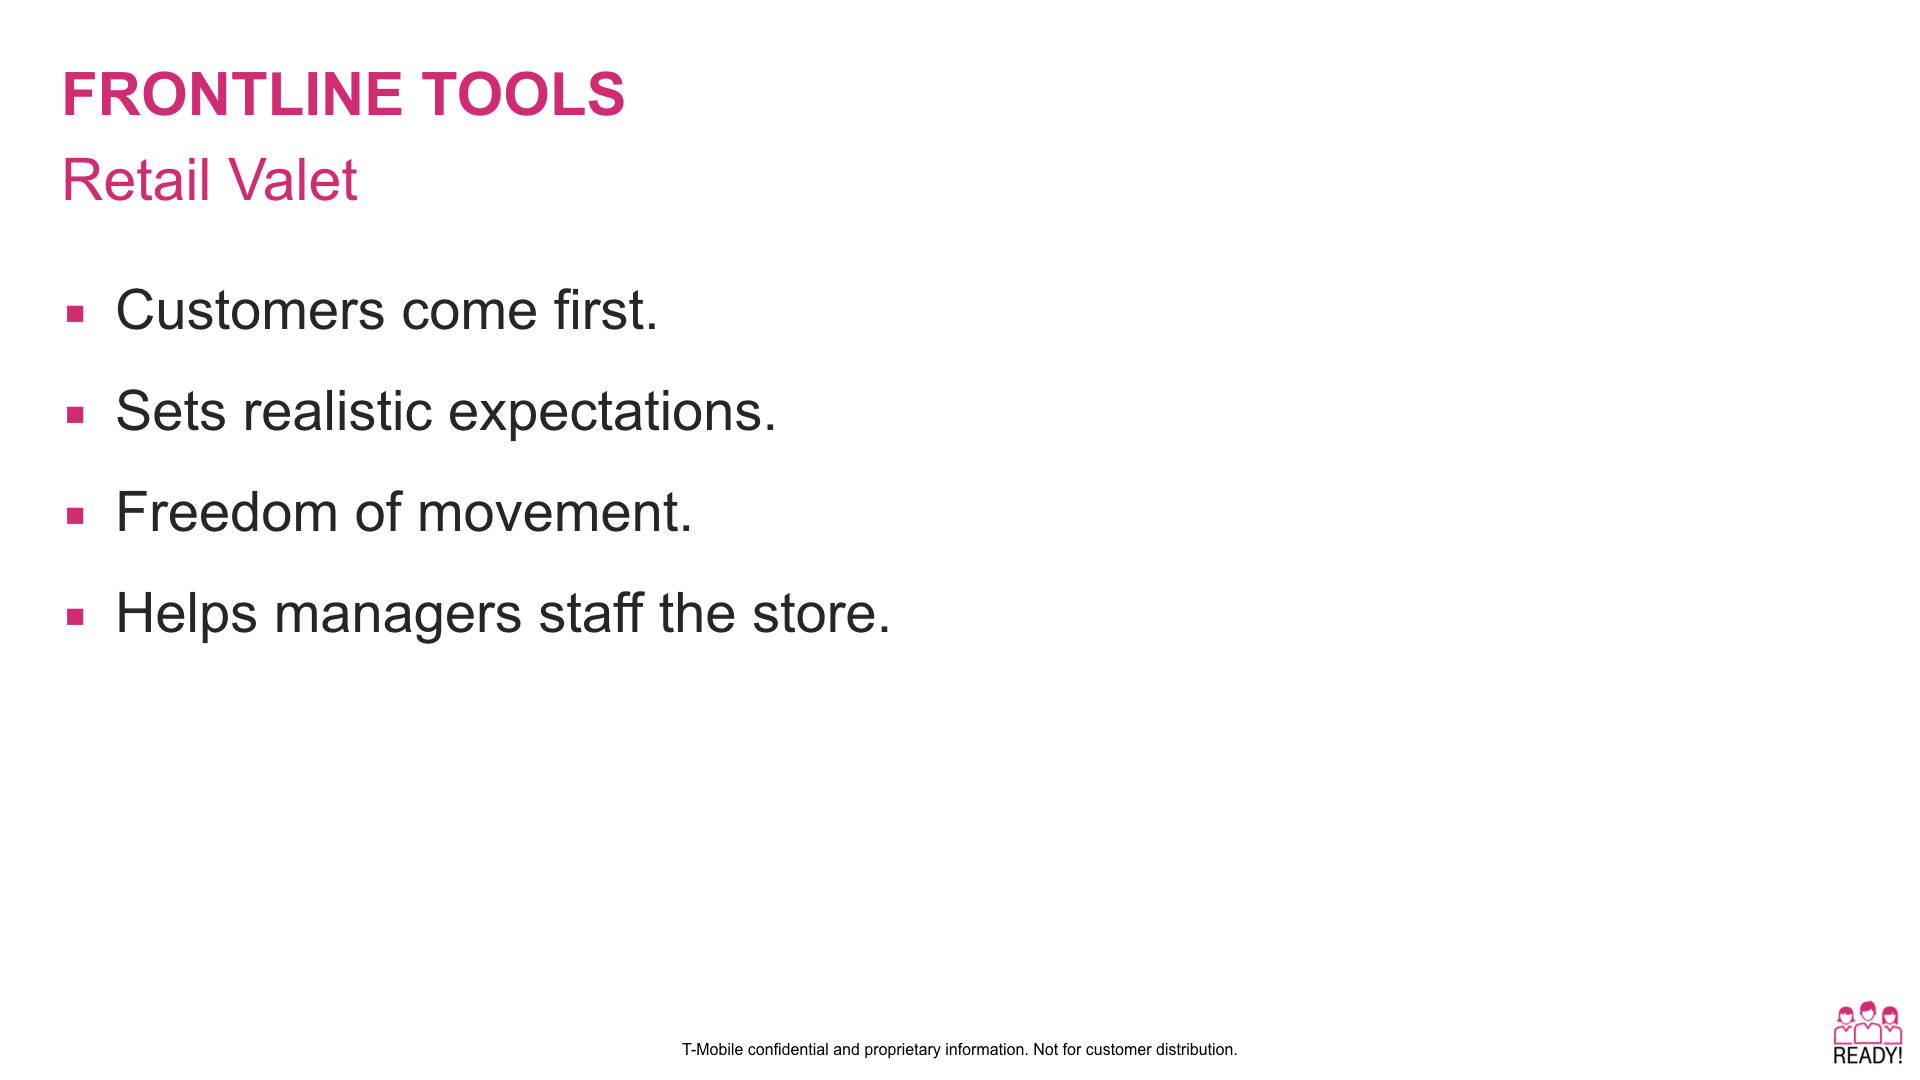 FRONTLINE TOOLS
Retail Valet
▪ Customers come first.
▪ Sets realistic expectations.
▪ Freedom of movement.
▪ Helps managers staff the store.
T-Mobile confidential and proprietary information. Not for customer distribution.
READY!